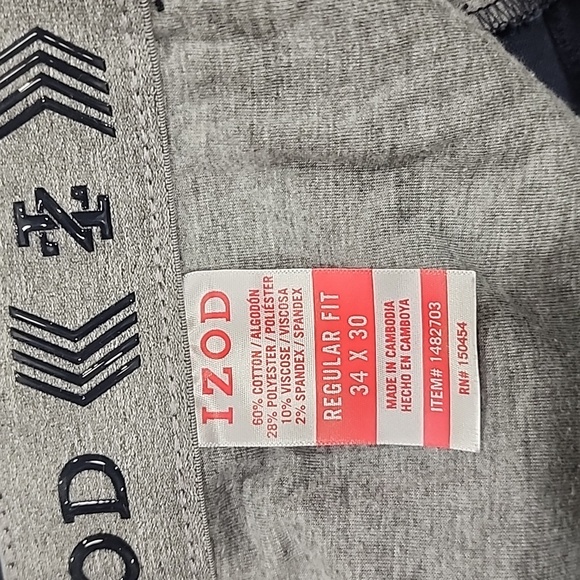 OD
IZOD
60% COTTON / ALGODÓN
28% POLYESTER / POLIÉSTER
10% VISCOSE / VISCOSA
2% SPANDEX / SPANDEX
REGULAR FIT
34 X 30
MADE IN CAMBODIA
HECHO EN CAMBOYA
ITEM# 1482703
RN# 150454